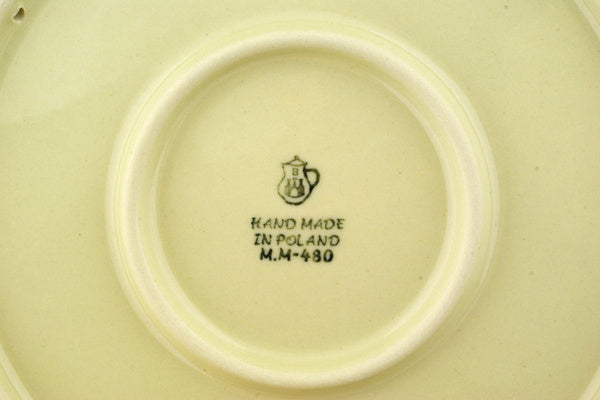 B
HAND MADE
IN POLAND
M.M-480